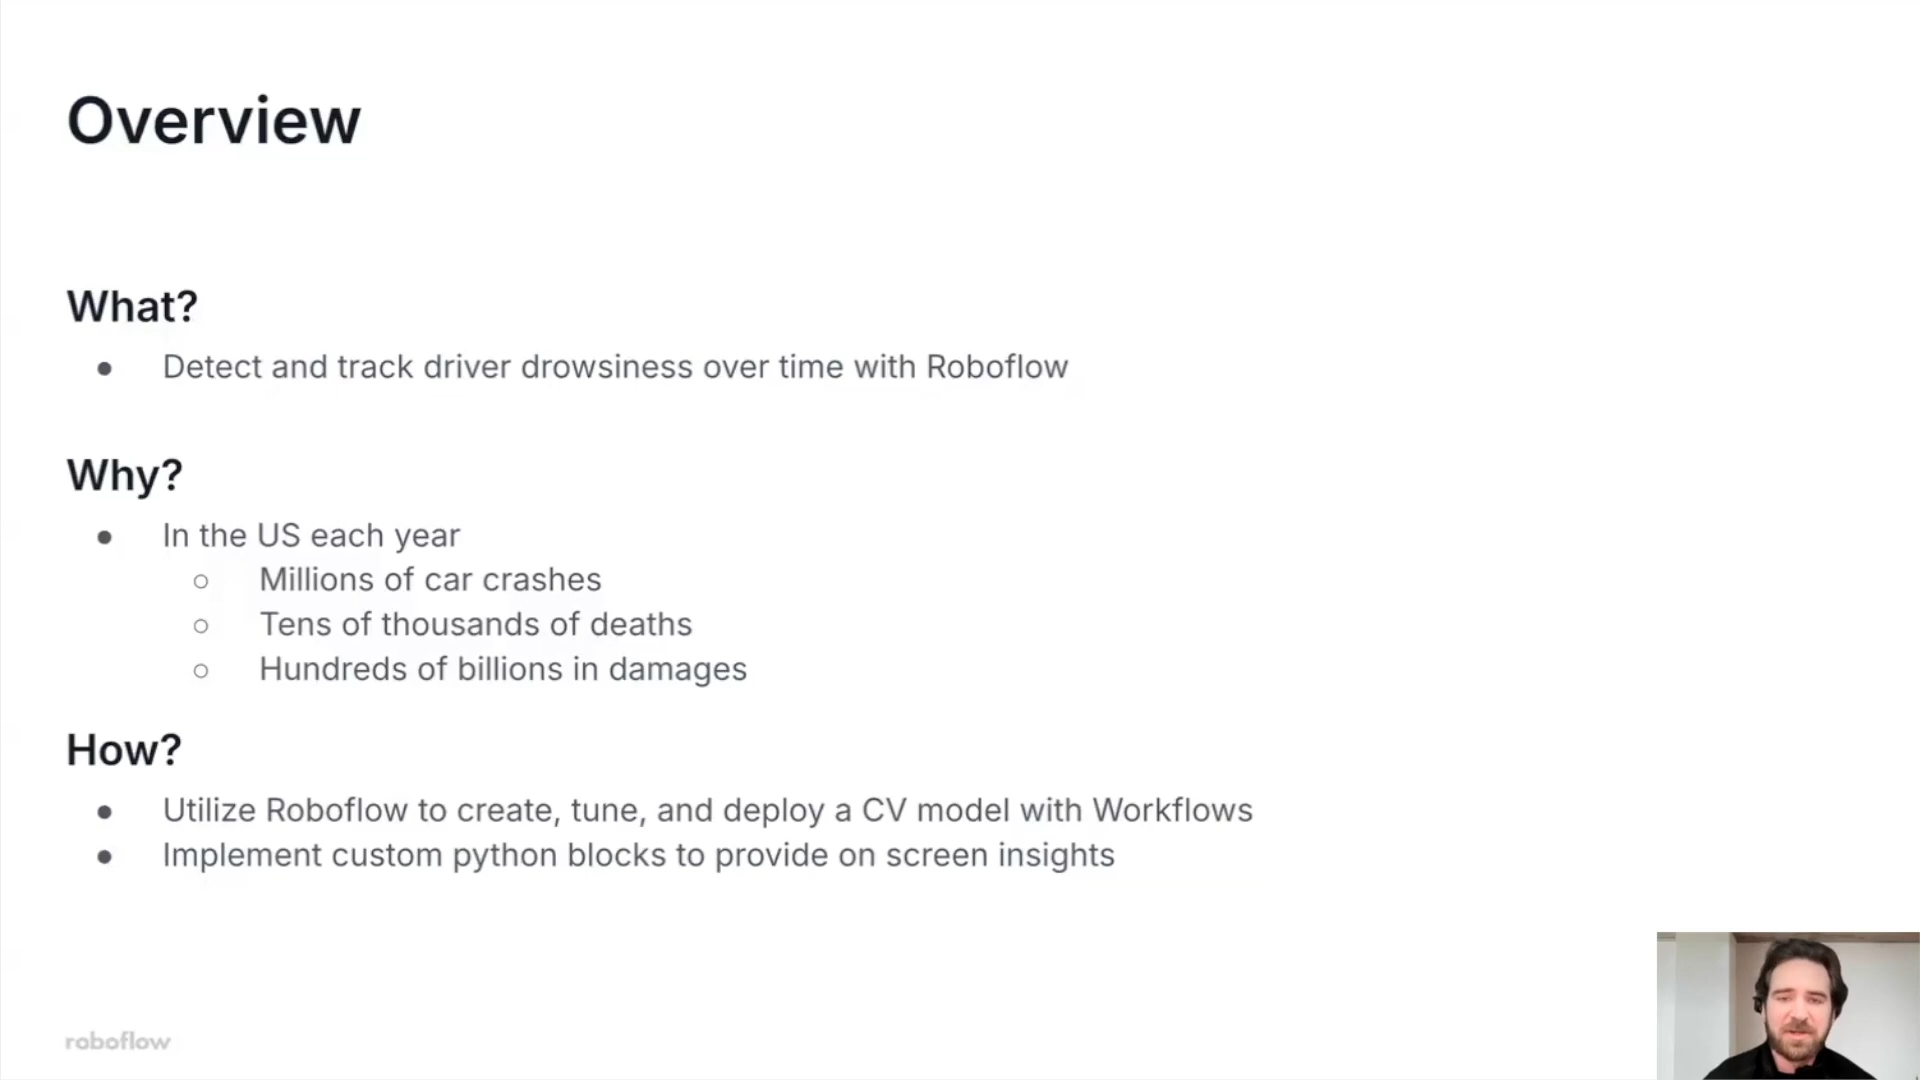 Overview
What?
● Detect and track driver drowsiness over time with Roboflow
Why?
● In the US each year
○ Millions of car crashes
○ Tens of thousands of deaths
○ Hundreds of billions in damages
How?
● Utilize Roboflow to create, tune, and deploy a CV model with Workflows
● Implement custom python blocks to provide on screen insights
roboflow